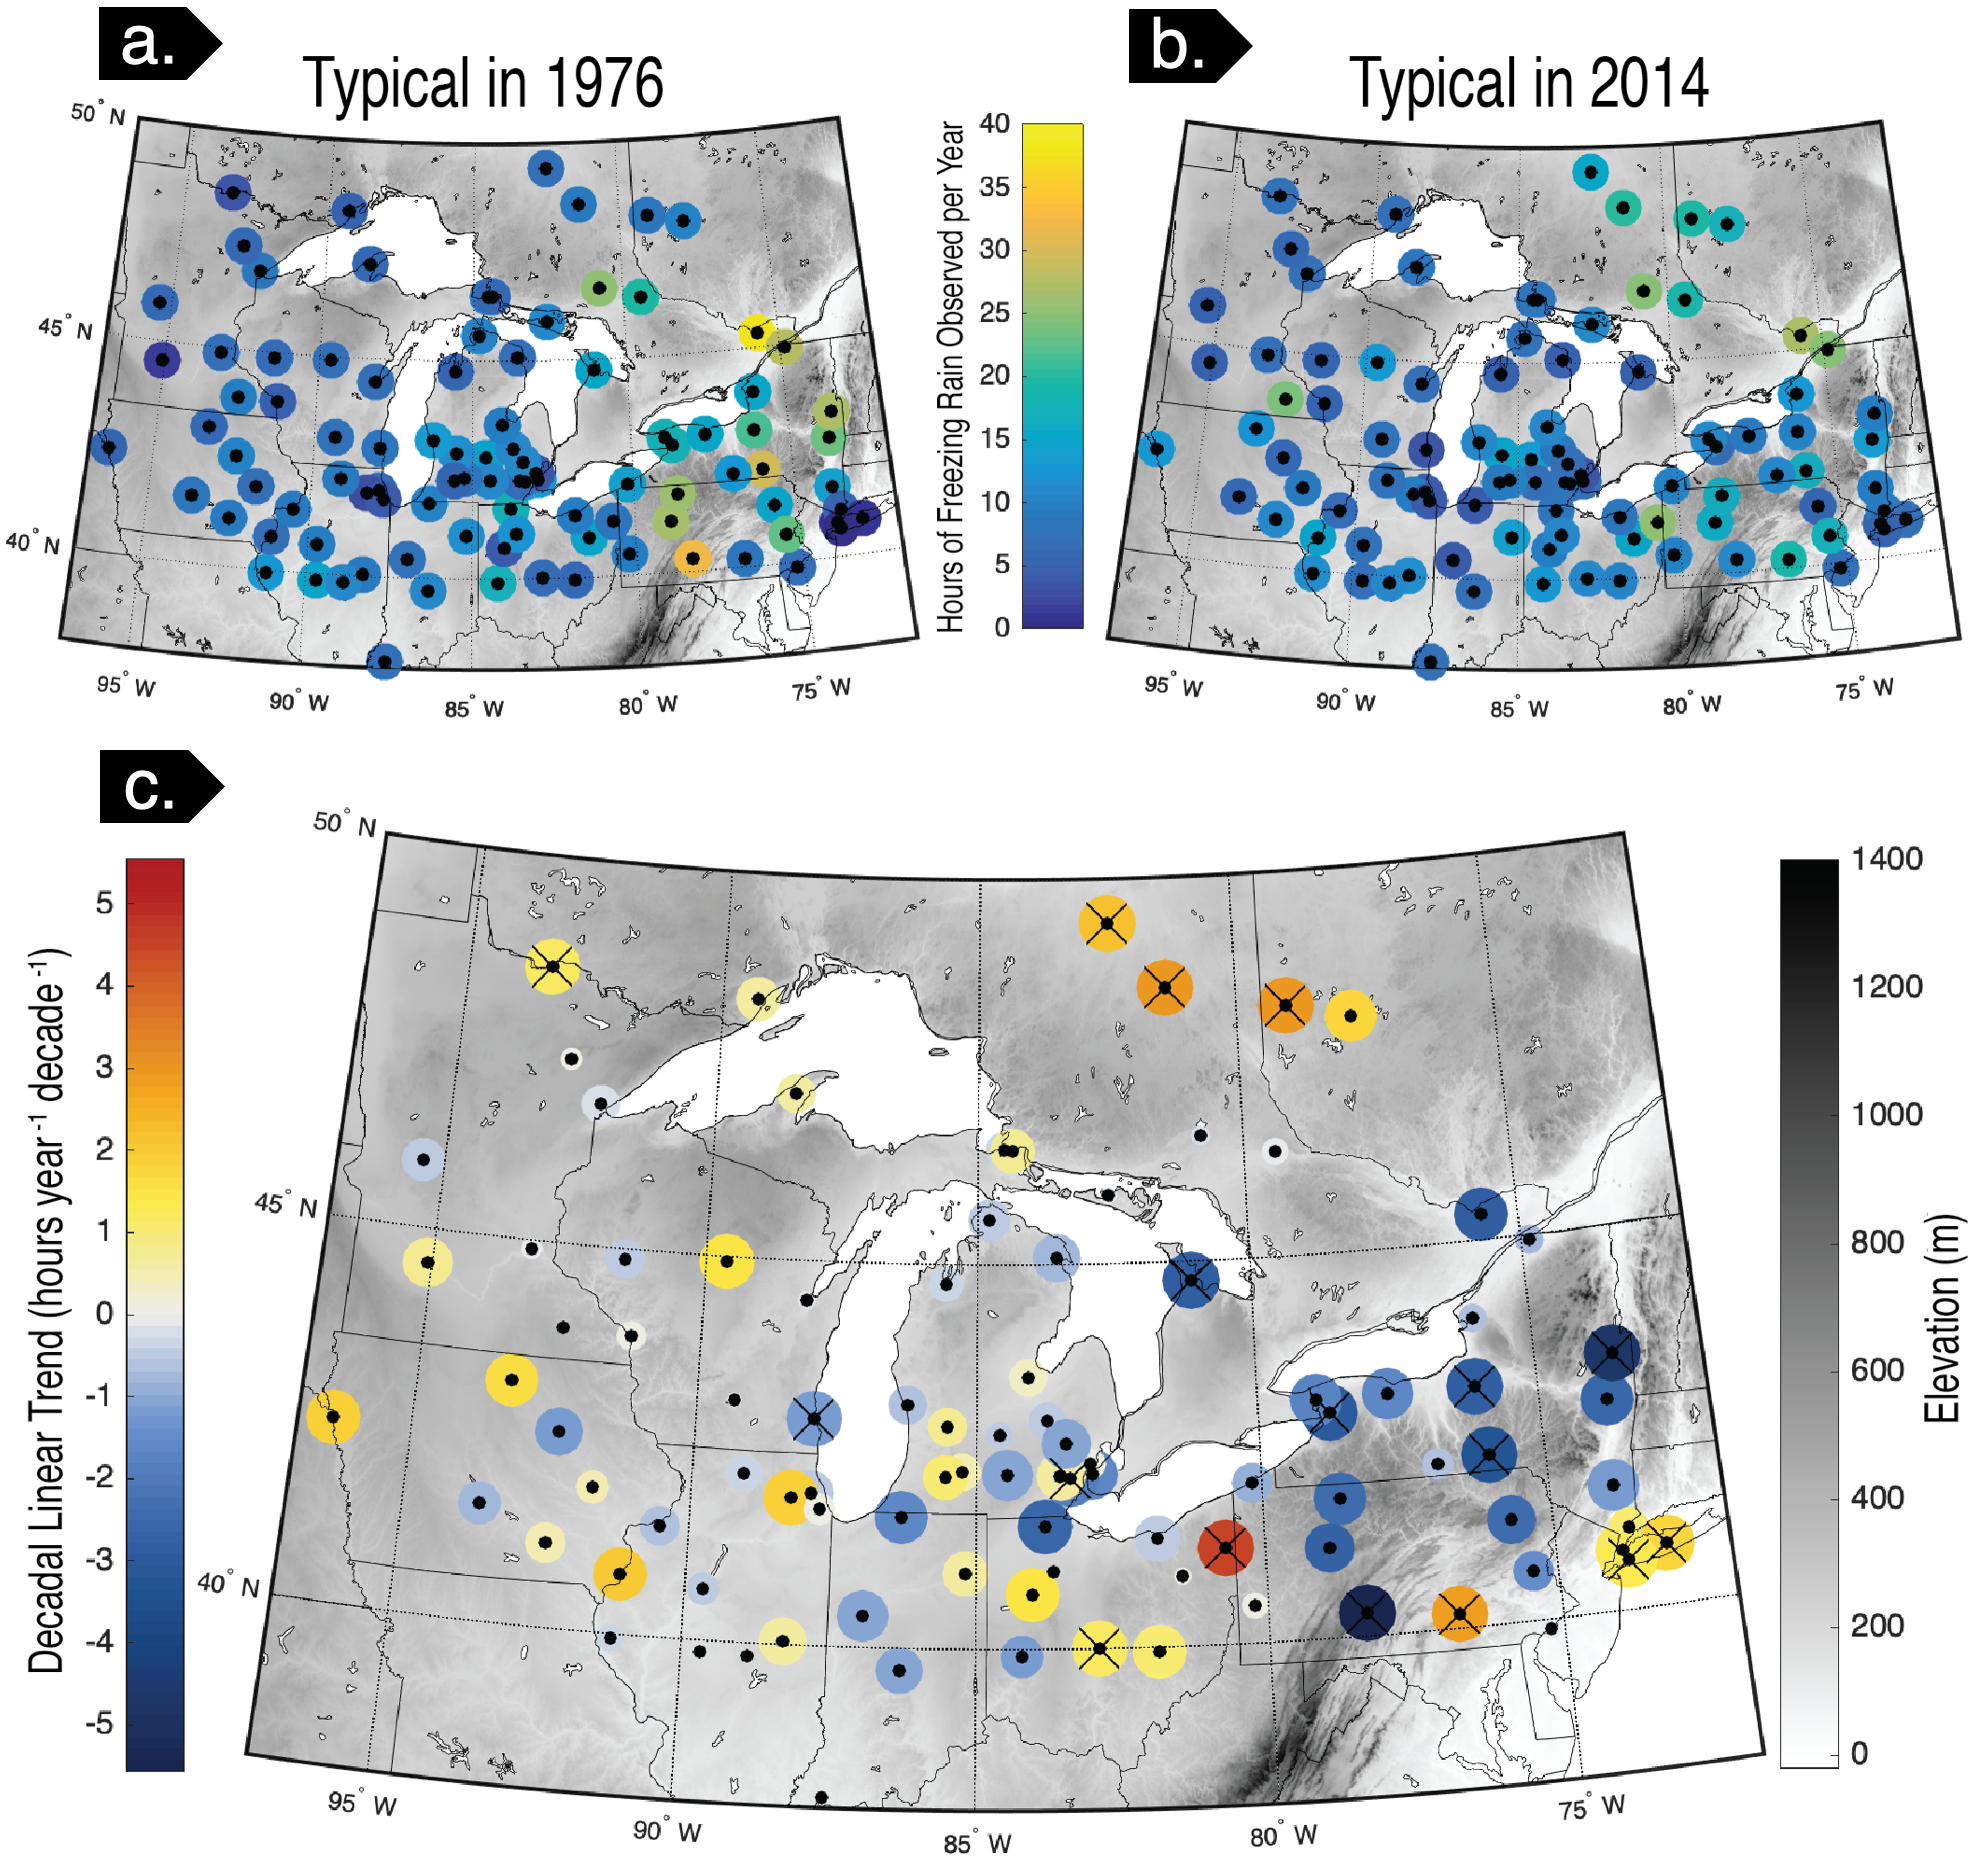 a.
Typical in 1976
50° N
45° N
40° N
95° W
90° W
85° W
80° W
75° W
Hours of Freezing Rain Observed per Year
40
35
30
25
20
15
10
5
0
b.
Typical in 2014
95° W
90° W
85° W
80° W
75° W
c.
Decadal Linear Trend (hours year⁻¹ decade⁻¹)
5
4
3
2
1
0
-1
-2
-3
-4
-5
50° N
45° N
40° N
95° W
90° W
85° W
80° W
75° W
1400
1200
1000
800
600
400
200
0
Elevation (m)